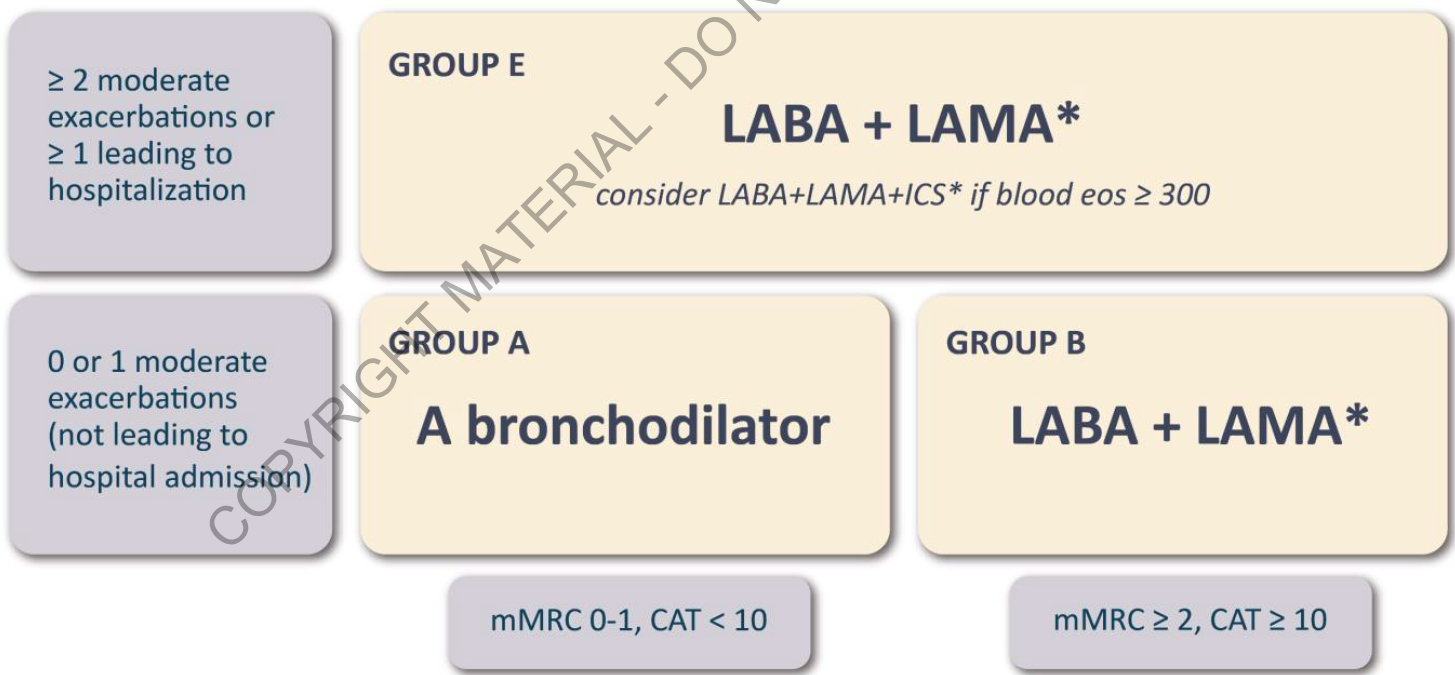 ≥ 2 moderate
exacerbations or
≥ 1 leading to
hospitalization
GROUP E
LABA + LAMA*
consider LABA+LAMA+ICS* if blood eos ≥ 300
0 or 1 moderate
exacerbations
(not leading to
hospital admission)
GROUP A
A bronchodilator
GROUP B
LABA + LAMA*
mMRC 0-1, CAT < 10
mMRC ≥ 2, CAT ≥ 10
COPYRIGHT MATERIAL - DO